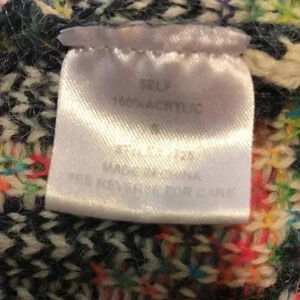 SELF
100% ACRYLIC
S
MADE IN CHINA
SEE REVERSE FOR CARE